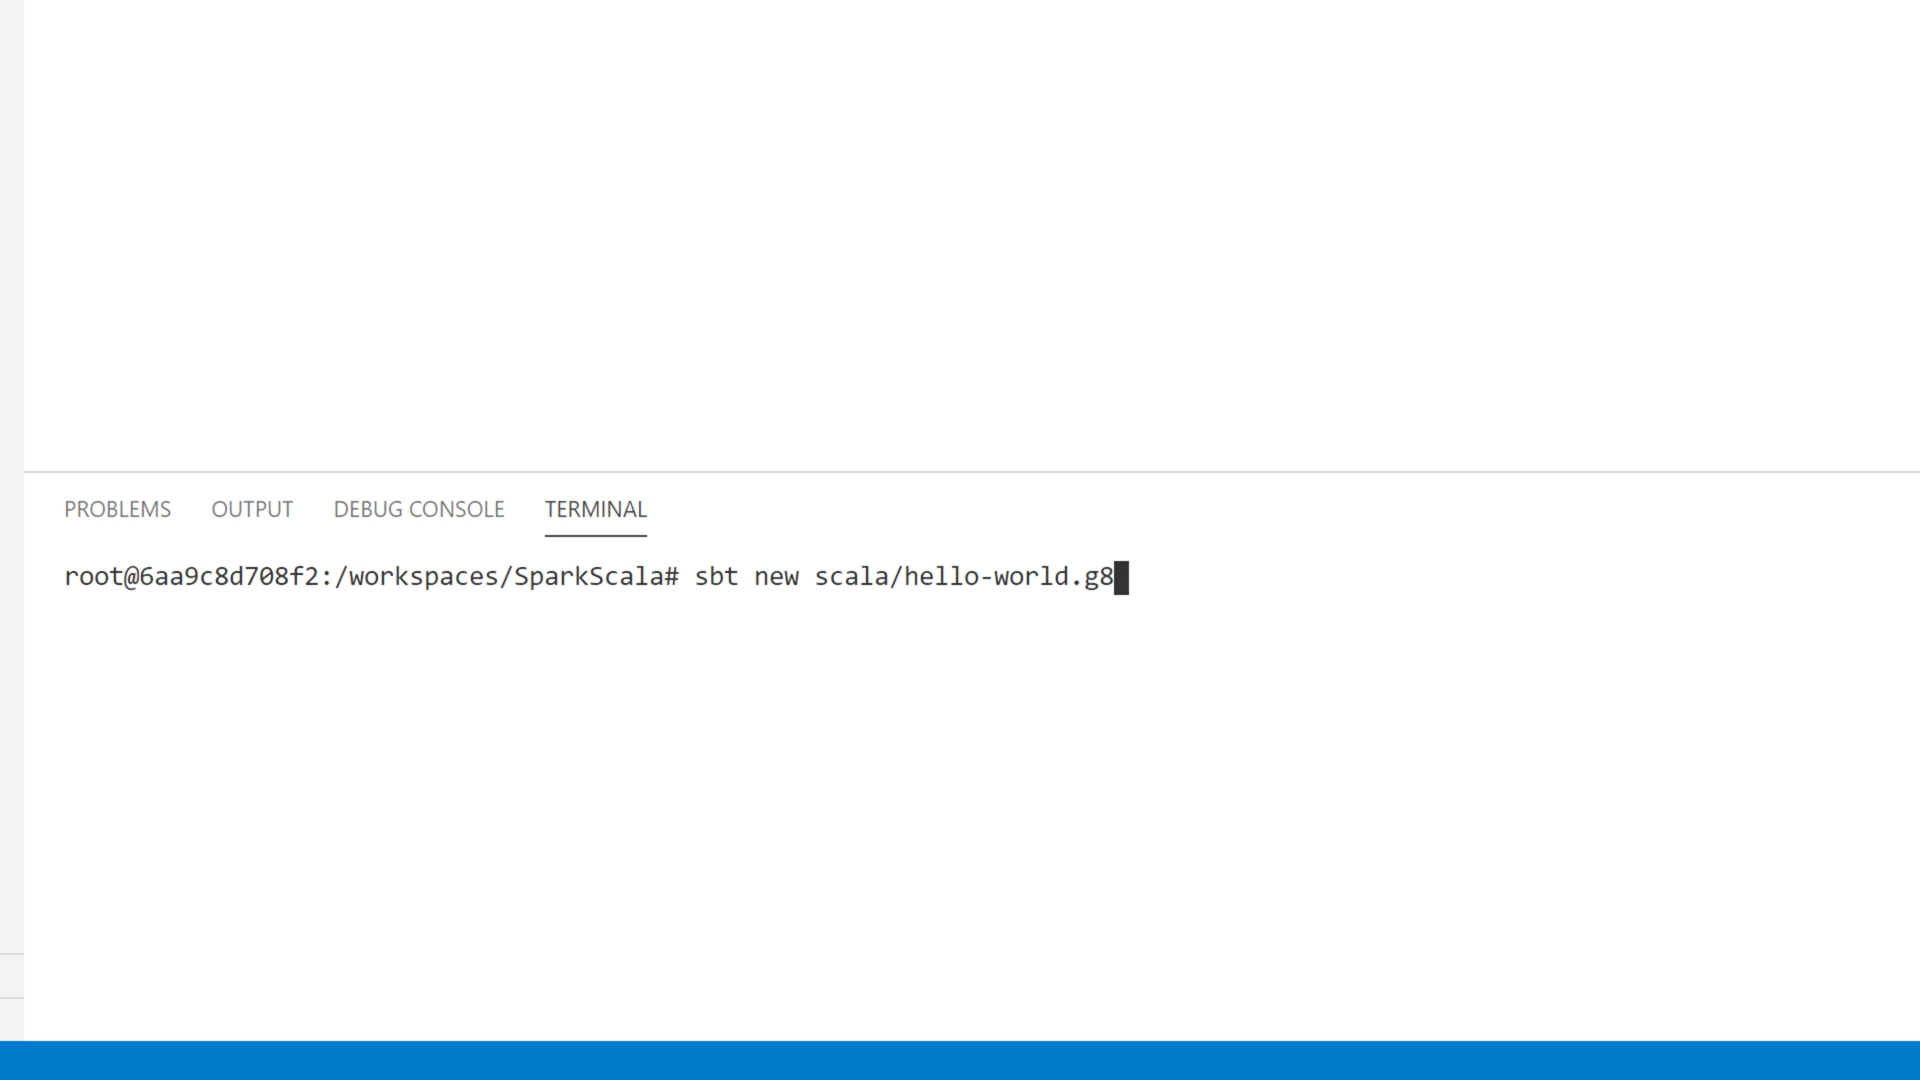 PROBLEMS OUTPUT DEBUG CONSOLE TERMINAL
root@6aa9c8d708f2:/workspaces/SparkScala# sbt new scala/hello-world.g8